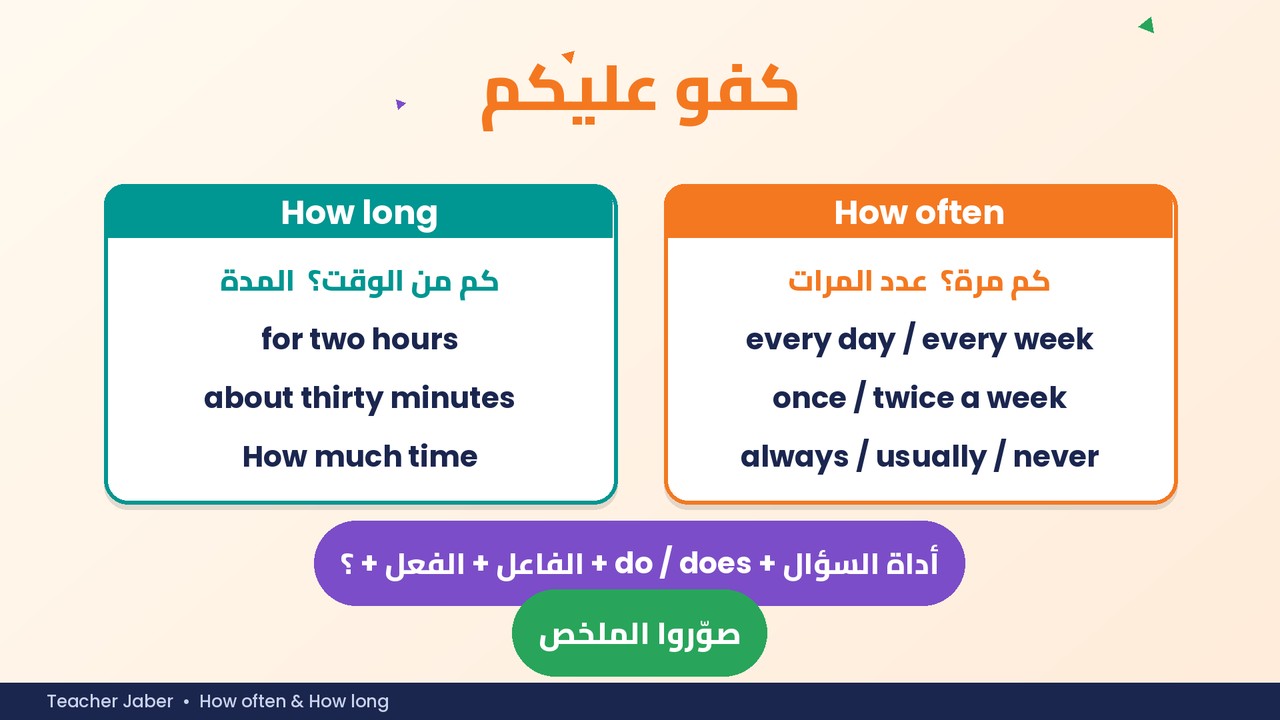 كفو عليكم
How long
كم من الوقت؟ المدة
for two hours
about thirty minutes
How much time
How often
كم مرة؟ عدد المرات
every day / every week
once / twice a week
always / usually / never
أداة السؤال + do / does + الفاعل + الفعل + ؟
صوّروا الملخص
Teacher Jaber • How often & How long